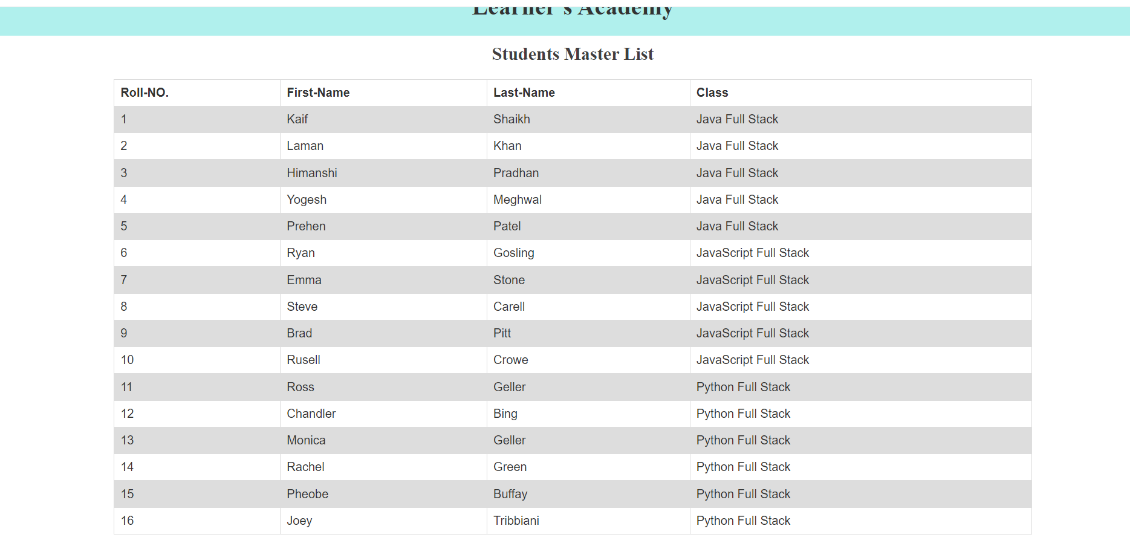 Learner's Academy
Students Master List
Roll-NO. First-Name Last-Name Class
1 Kaif Shaikh Java Full Stack
2 Laman Khan Java Full Stack
3 Himanshi Pradhan Java Full Stack
4 Yogesh Meghwal Java Full Stack
5 Prehen Patel Java Full Stack
6 Ryan Gosling JavaScript Full Stack
7 Emma Stone JavaScript Full Stack
8 Steve Carell JavaScript Full Stack
9 Brad Pitt JavaScript Full Stack
10 Rusell Crowe JavaScript Full Stack
11 Ross Geller Python Full Stack
12 Chandler Bing Python Full Stack
13 Monica Geller Python Full Stack
14 Rachel Green Python Full Stack
15 Pheobe Buffay Python Full Stack
16 Joey Tribbiani Python Full Stack